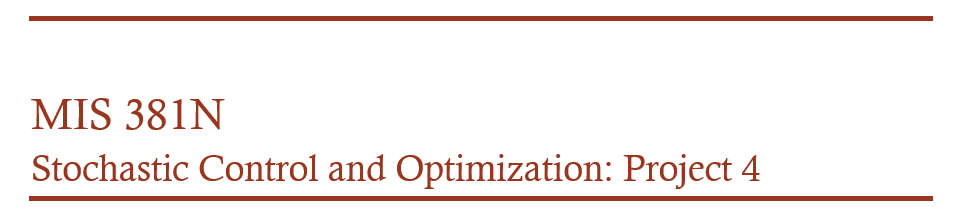 MIS 381N
Stochastic Control and Optimization: Project 4